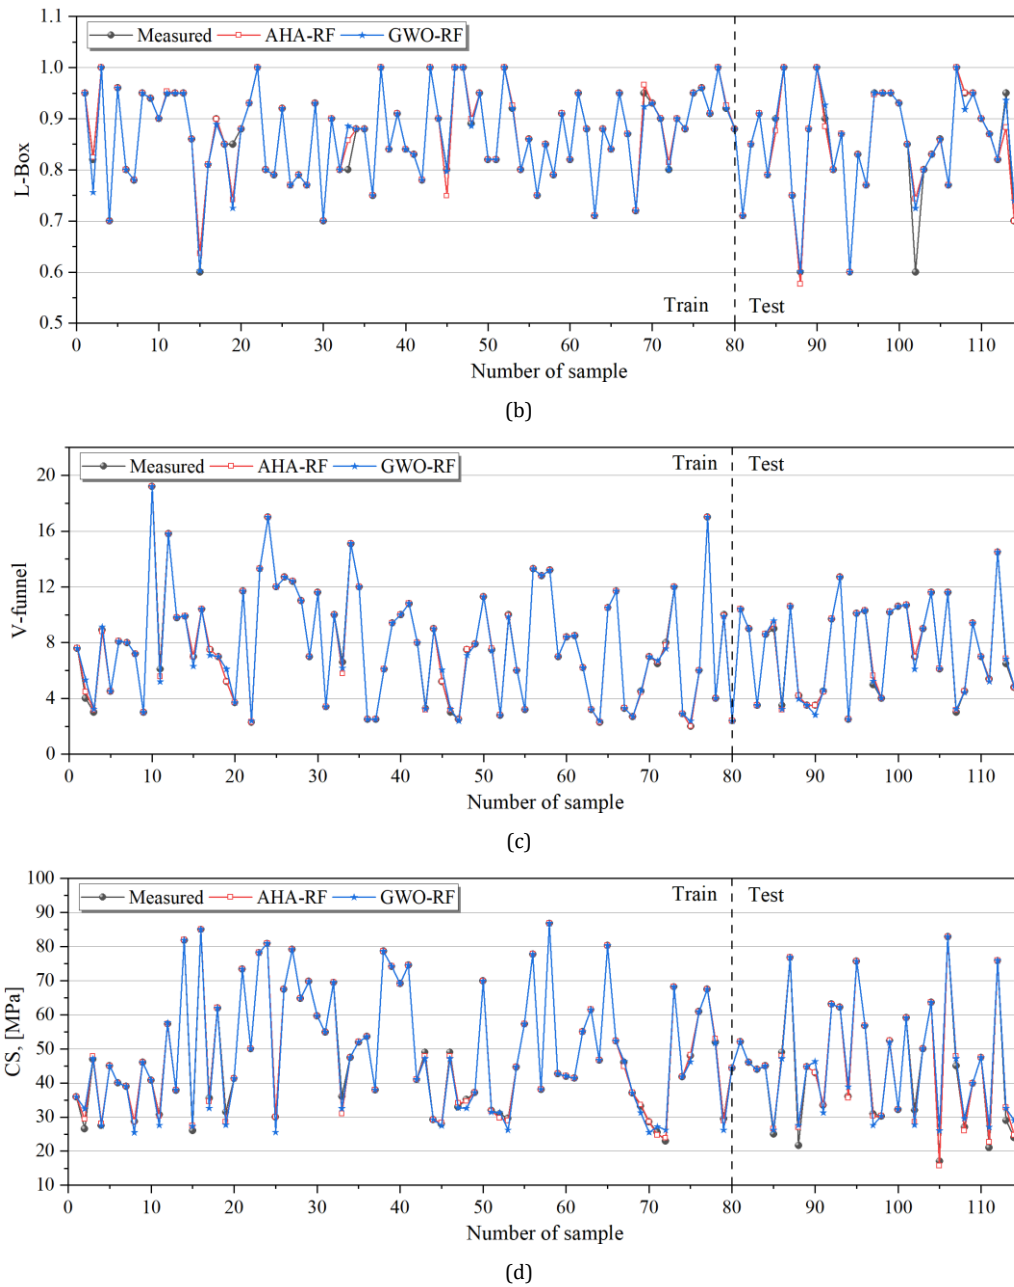 1.1
1.0
0.9
0.8
0.7
0.6
0.5
L-Box
Measured AHA-RF GWO-RF
Train Test
0 10 20 30 40 50 60 70 80 90 100 110
Number of sample
(b)
20
16
12
8
4
0
V-funnel
Measured AHA-RF GWO-RF
Train Test
0 10 20 30 40 50 60 70 80 90 100 110
Number of sample
(c)
100
90
80
70
60
50
40
30
20
10
CS, [MPa]
Measured AHA-RF GWO-RF
Train Test
0 10 20 30 40 50 60 70 80 90 100 110
Number of sample
(d)